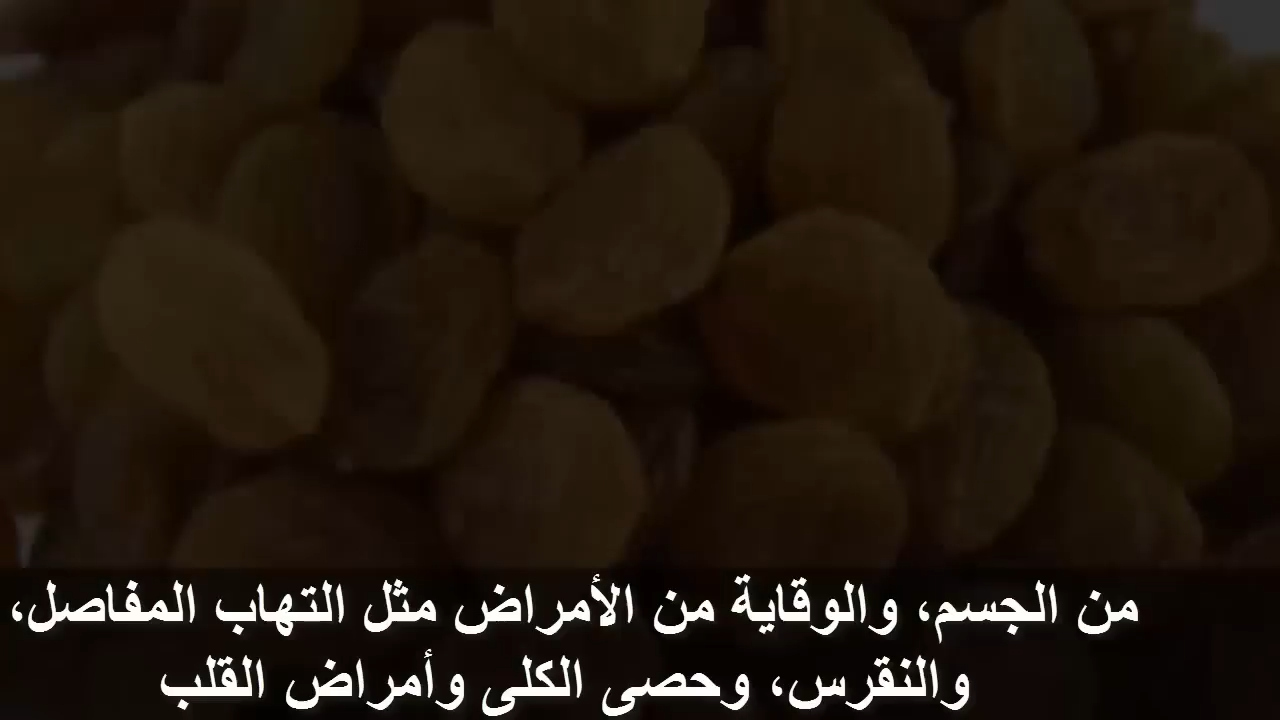 من الجسم، والوقاية من الأمراض مثل التهاب المفاصل،
والنقرس، وحصى الكلى وأمراض القلب